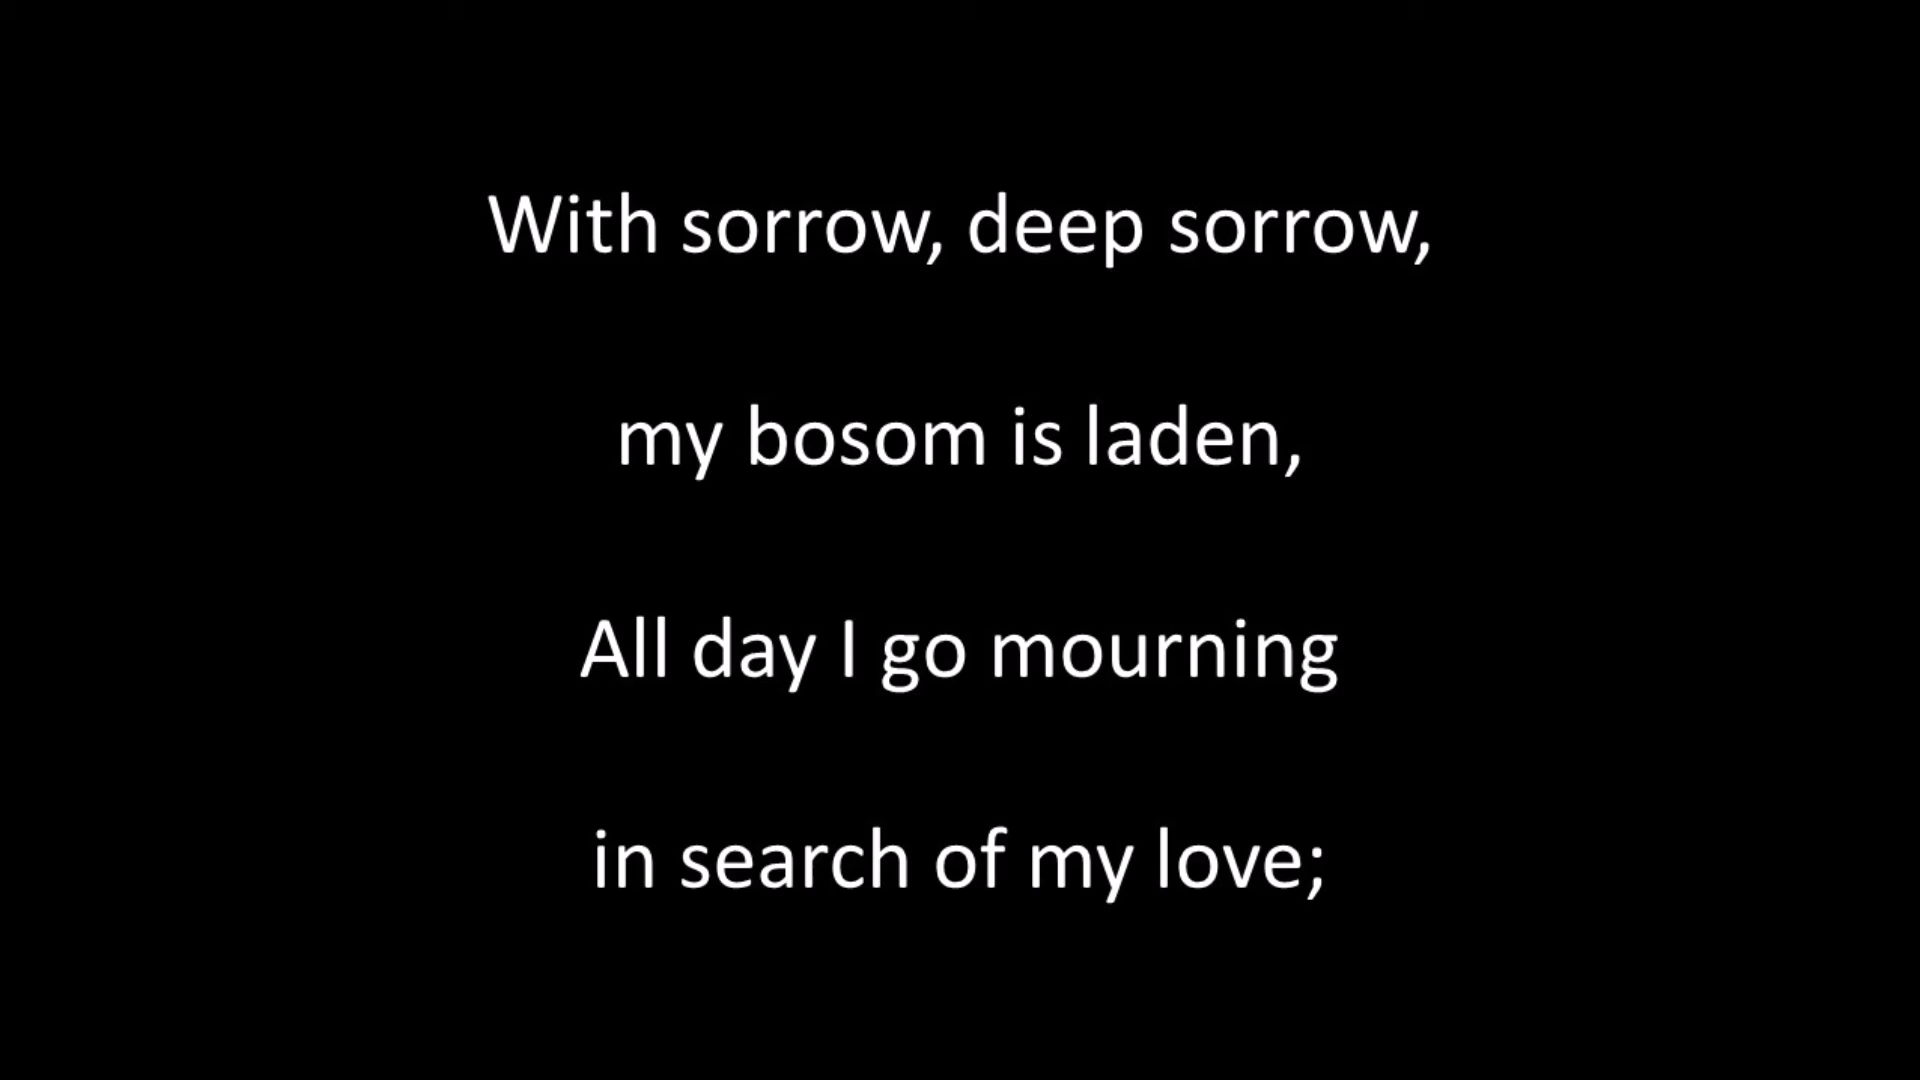 With sorrow, deep sorrow,
my bosom is laden,
All day I go mourning
in search of my love;